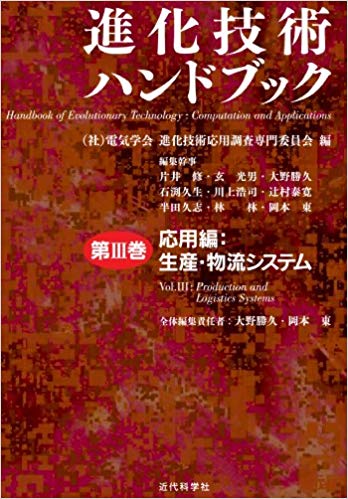 進化技術
ハンドブック
Handbook of Evolutionary Technology : Computation and Applications
(社)電気学会 進化技術応用調査専門委員会 編
編集幹事
片井 修・玄 光男・大野勝久
石渕久生・川上浩司・辻村泰寛
半田久志・林 林・岡本 東
第III巻
応用編:
生産・物流システム
Vol.III : Production and
Logistics Systems
全体編集責任者:大野勝久・岡本 東
近代科学社